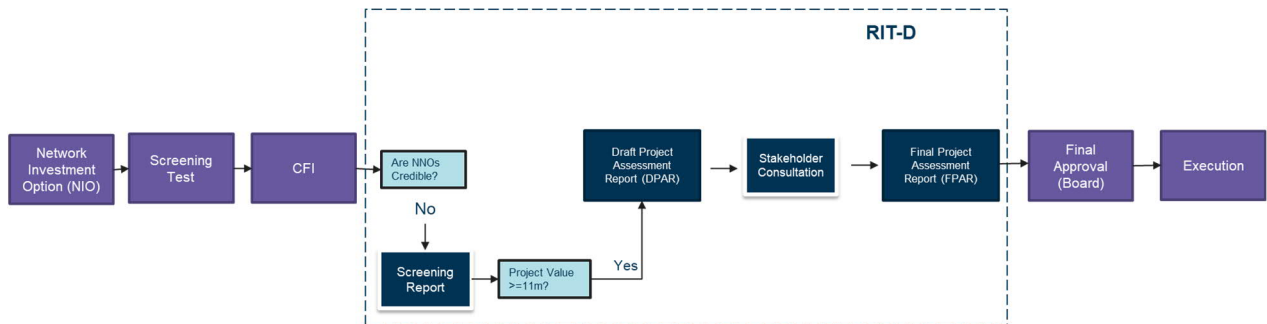 RIT-D
Network
Investment
Option (NIO)
Screening
Test
CFI
Are NNOs
Credible?
No
Screening
Report
Project Value
>=11m?
Yes
Draft Project
Assessment
Report (DPAR)
Stakeholder
Consultation
Final Project
Assessment
Report (FPAR)
Final
Approval
(Board)
Execution